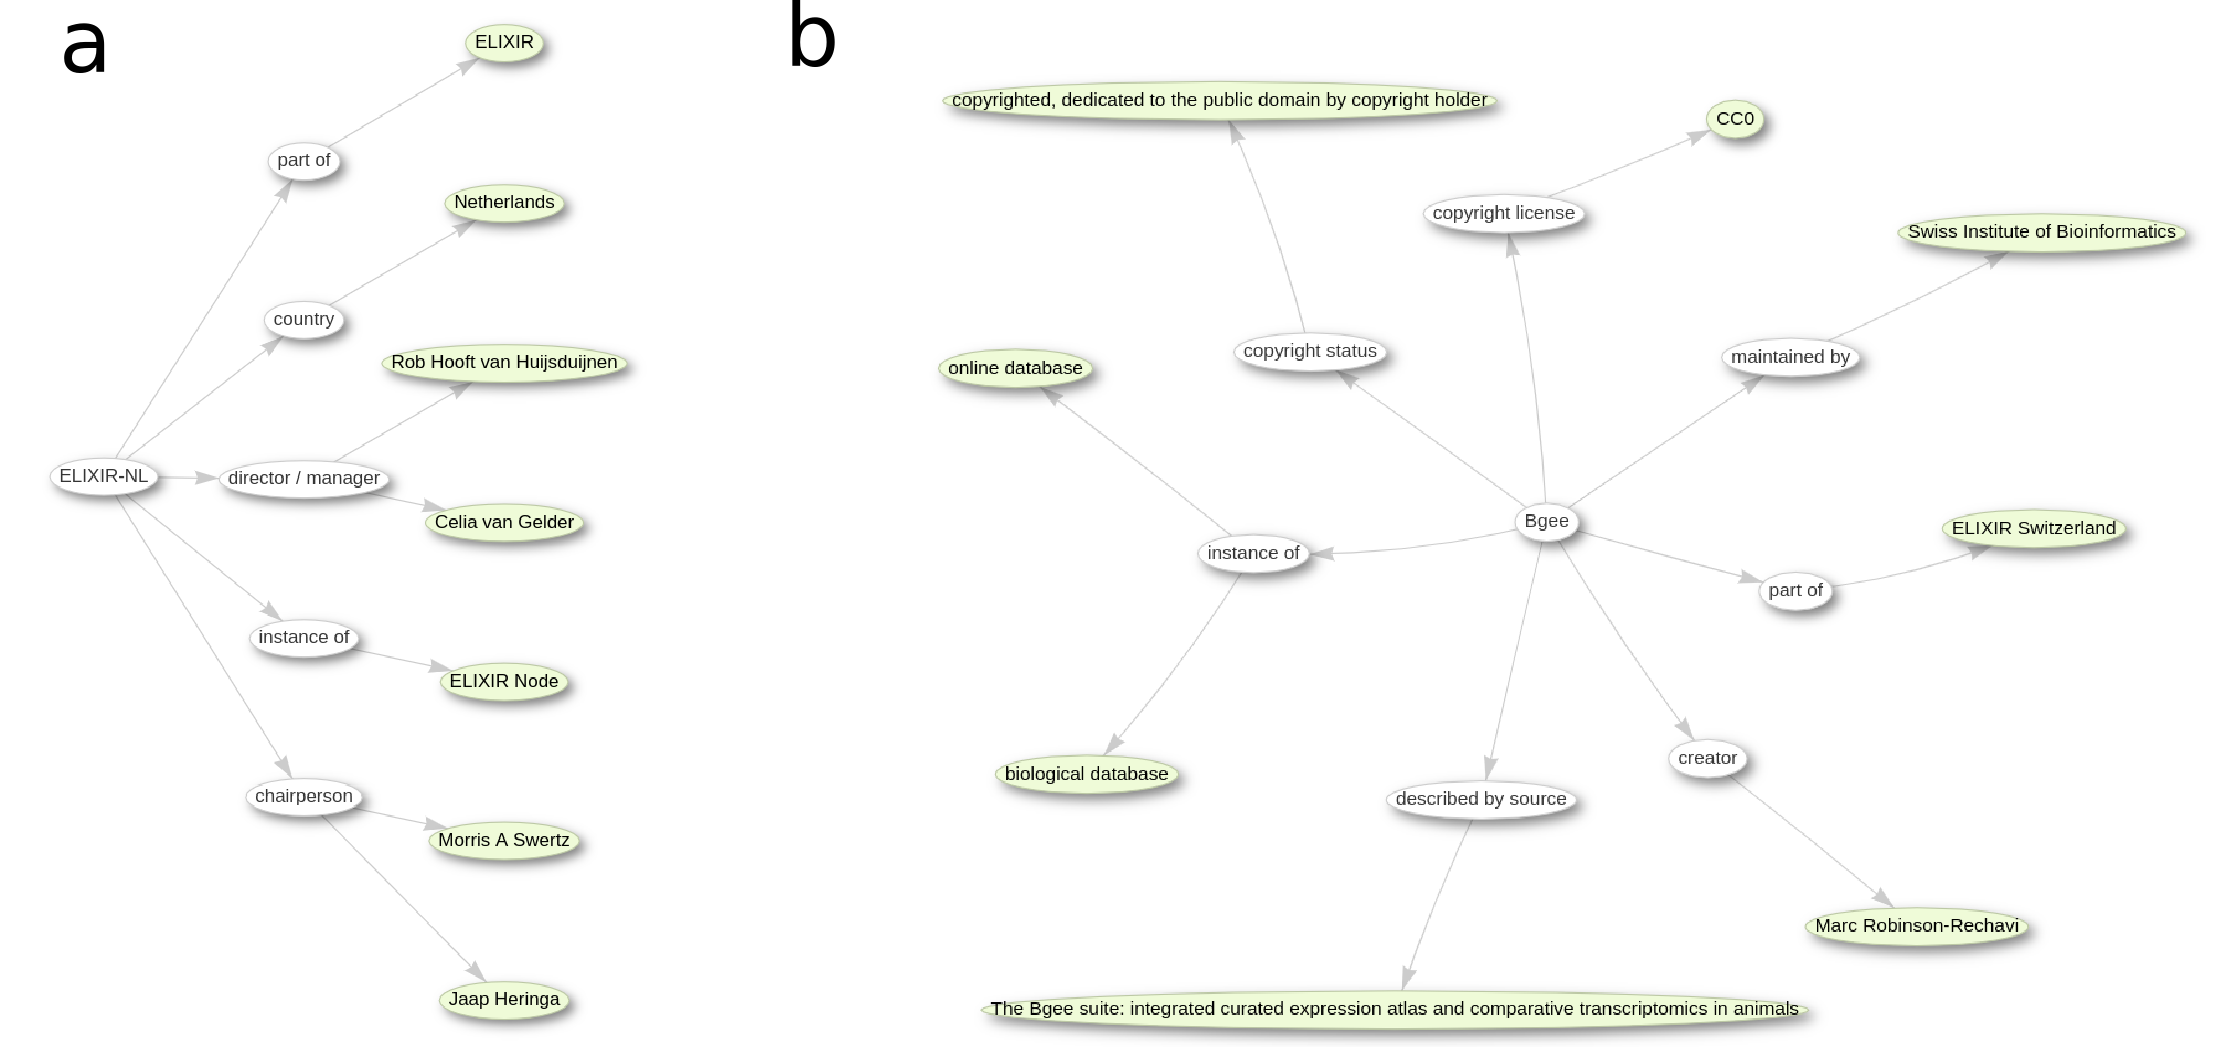 a
ELIXIR
part of
Netherlands
country
Rob Hooft van Huijsduijnen
ELIXIR-NL
director / manager
Celia van Gelder
instance of
ELIXIR Node
chairperson
Morris A Swertz
Jaap Heringa
b
copyrighted, dedicated to the public domain by copyright holder
CC0
copyright license
Swiss Institute of Bioinformatics
copyright status
maintained by
online database
Bgee
ELIXIR Switzerland
instance of
part of
creator
biological database
described by source
Marc Robinson-Rechavi
The Bgee suite: integrated curated expression atlas and comparative transcriptomics in animals